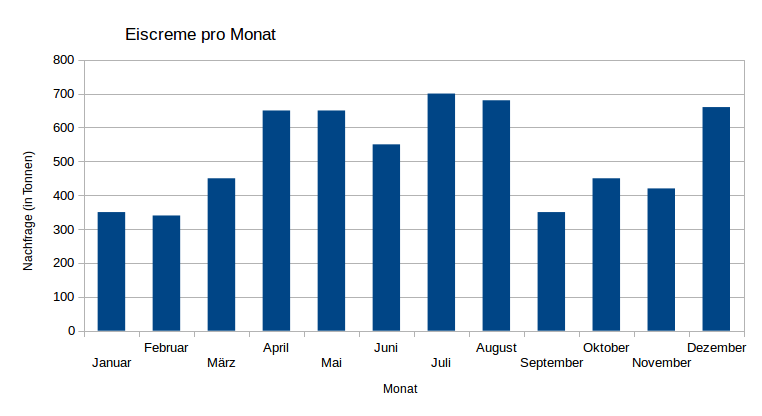 Eiscreme pro Monat
800
700
600
500
400
300
200
100
0
Nachfrage (in Tonnen)
Januar
Februar
März
April
Mai
Juni
Juli
August
September
Oktober
November
Dezember
Monat